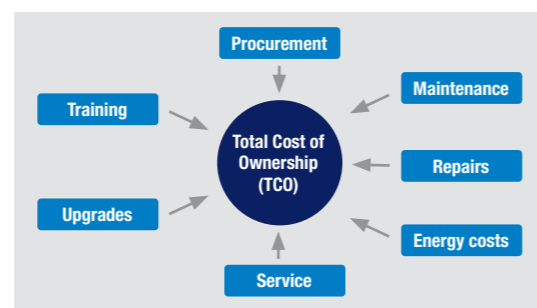 Procurement
Training
Maintenance
Total Cost of
Ownership
(TCO)
Repairs
Upgrades
Energy costs
Service